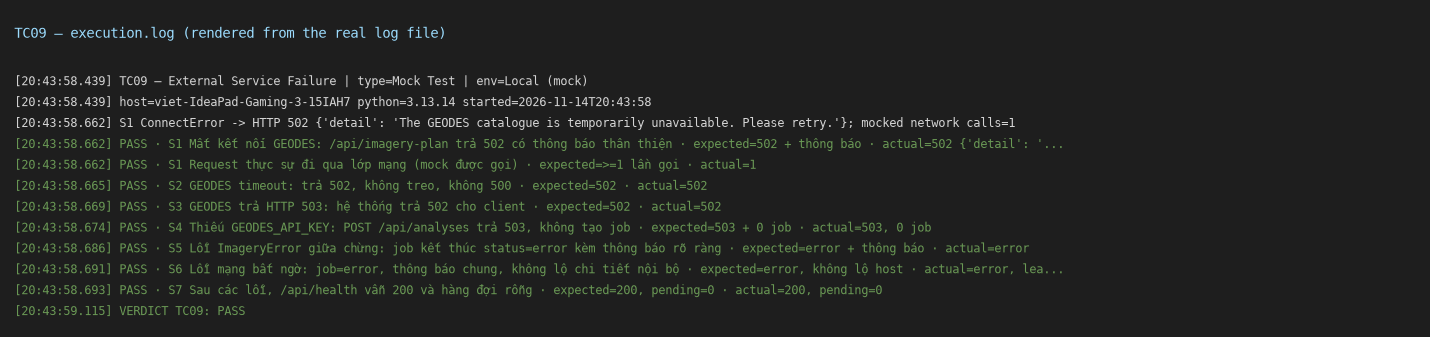 TC09 — execution.log (rendered from the real log file)
[20:43:58.439] TC09 — External Service Failure | type=Mock Test | env=Local (mock)
[20:43:58.439] host=viet-IdeaPad-Gaming-3-15IAH7 python=3.13.14 started=2026-11-14T20:43:58
[20:43:58.662] S1 ConnectError -> HTTP 502 {'detail': 'The GEODES catalogue is temporarily unavailable. Please retry.'}; mocked network calls=1
[20:43:58.662] PASS · S1 Mất kết nối GEODES: /api/imagery-plan trả 502 có thông báo thân thiện · expected=502 + thông báo · actual=502 {'detail': '...
[20:43:58.662] PASS · S1 Request thực sự đi qua lớp mạng (mock được gọi) · expected=>=1 lần gọi · actual=1
[20:43:58.665] PASS · S2 GEODES timeout: trả 502, không treo, không 500 · expected=502 · actual=502
[20:43:58.669] PASS · S3 GEODES trả HTTP 503: hệ thống trả 502 cho client · expected=502 · actual=502
[20:43:58.674] PASS · S4 Thiếu GEODES_API_KEY: POST /api/analyses trả 503, không tạo job · expected=503 + 0 job · actual=503, 0 job
[20:43:58.686] PASS · S5 Lỗi ImageryError giữa chừng: job kết thúc status=error kèm thông báo rõ ràng · expected=error + thông báo · actual=error
[20:43:58.691] PASS · S6 Lỗi mạng bất ngờ: job=error, thông báo chung, không lộ chi tiết nội bộ · expected=error, không lộ host · actual=error, lea...
[20:43:58.693] PASS · S7 Sau các lỗi, /api/health vẫn 200 và hàng đợi rỗng · expected=200, pending=0 · actual=200, pending=0
[20:43:59.115] VERDICT TC09: PASS